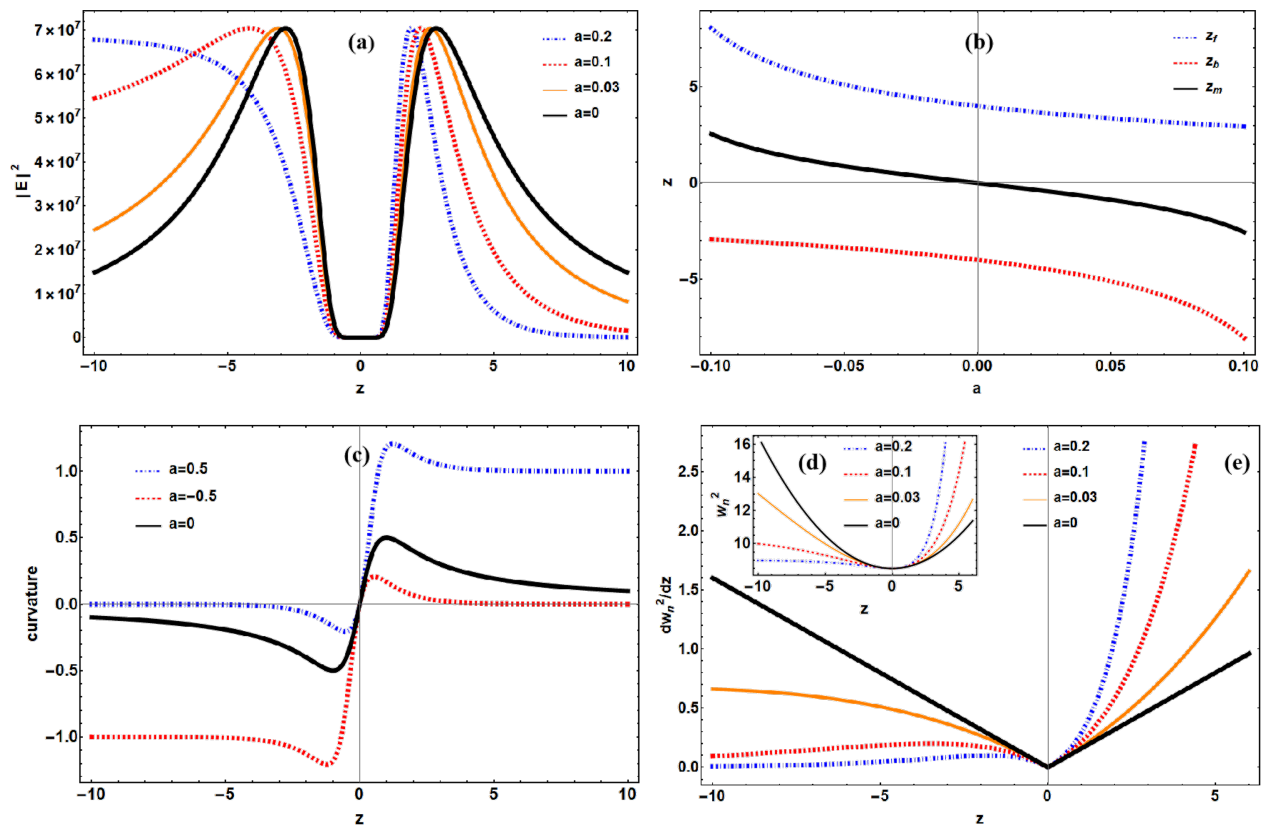 (a)
a=0.2
a=0.1
a=0.03
a=0
|E|²
7×10⁷
6×10⁷
5×10⁷
4×10⁷
3×10⁷
2×10⁷
1×10⁷
0
-10 -5 0 5 10
z
(b)
z_f
z_b
z_m
z
5
0
-5
-0.10 -0.05 0.00 0.05 0.10
a
(c)
a=0.5
a=-0.5
a=0
curvature
1.0
0.5
0.0
-0.5
-1.0
-10 -5 0 5 10
z
(d)
a=0.2
a=0.1
a=0.03
a=0
w_n²
16
14
12
10
-10 -5 0 5
z
(e)
a=0.2
a=0.1
a=0.03
a=0
dw_n²/dz
2.5
2.0
1.5
1.0
0.5
0.0
-10 -5 0 5
z